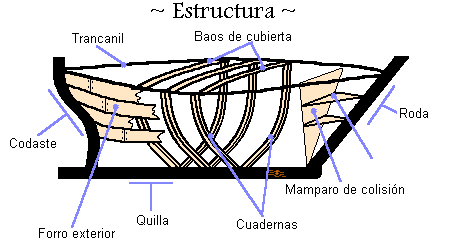 ~ Estructura ~
Trancanil
Baos de cubierta
Roda
Codaste
Mamparo de colisión
Quilla
Cuadernas
Forro exterior